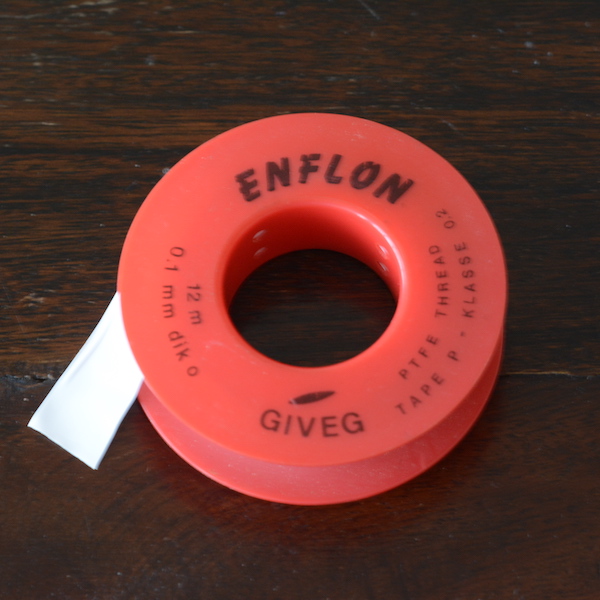 ENFLON
12 m
0.1 mm dik
GIVEG
PTFE THREAD
TAPE P - KLASSE 02